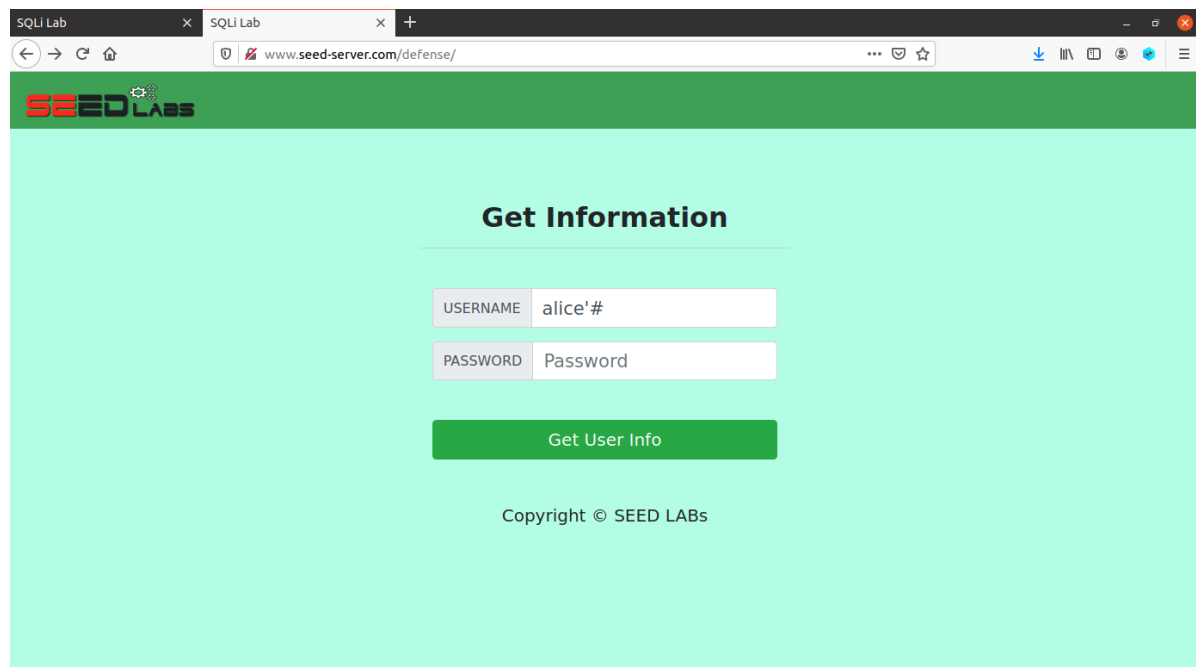 SQLi Lab
SQLi Lab
www.seed-server.com/defense/
SEED LABS
Get Information
USERNAME alice'#
PASSWORD Password
Get User Info
Copyright © SEED LABs